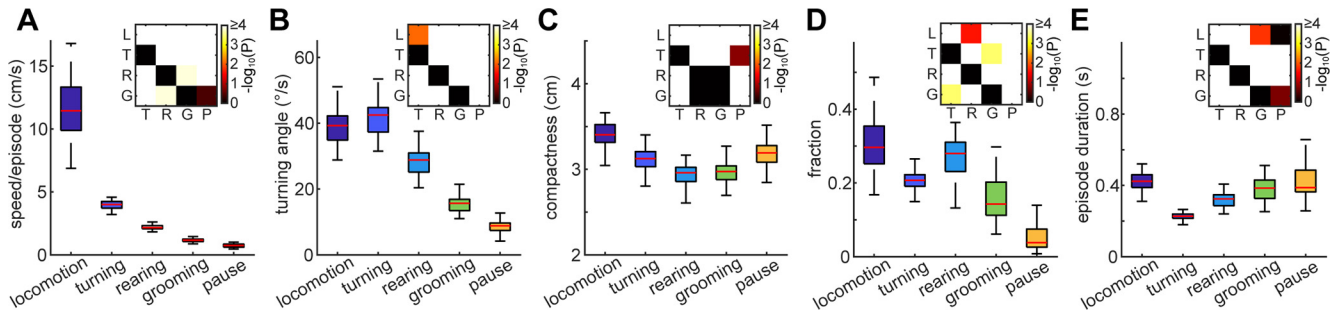 A
speed/episode (cm/s)
15
10
5
0
locomotion
turning
rearing
grooming
pause
L
T
R
G
T R G P
≥4
3
2
1
0
-log10(P)
B
turning angle (°/s)
60
40
20
0
locomotion
turning
rearing
grooming
pause
L
T
R
G
T R G P
≥4
3
2
1
0
-log10(P)
C
compactness (cm)
4
3
2
locomotion
turning
rearing
grooming
pause
L
T
R
G
T R G P
≥4
3
2
1
0
-log10(P)
D
fraction
0.4
0.2
0
locomotion
turning
rearing
grooming
pause
L
T
R
G
T R G P
≥4
3
2
1
0
-log10(P)
E
episode duration (s)
0.8
0.4
0
locomotion
turning
rearing
grooming
pause
L
T
R
G
T R G P
≥4
3
2
1
0
-log10(P)